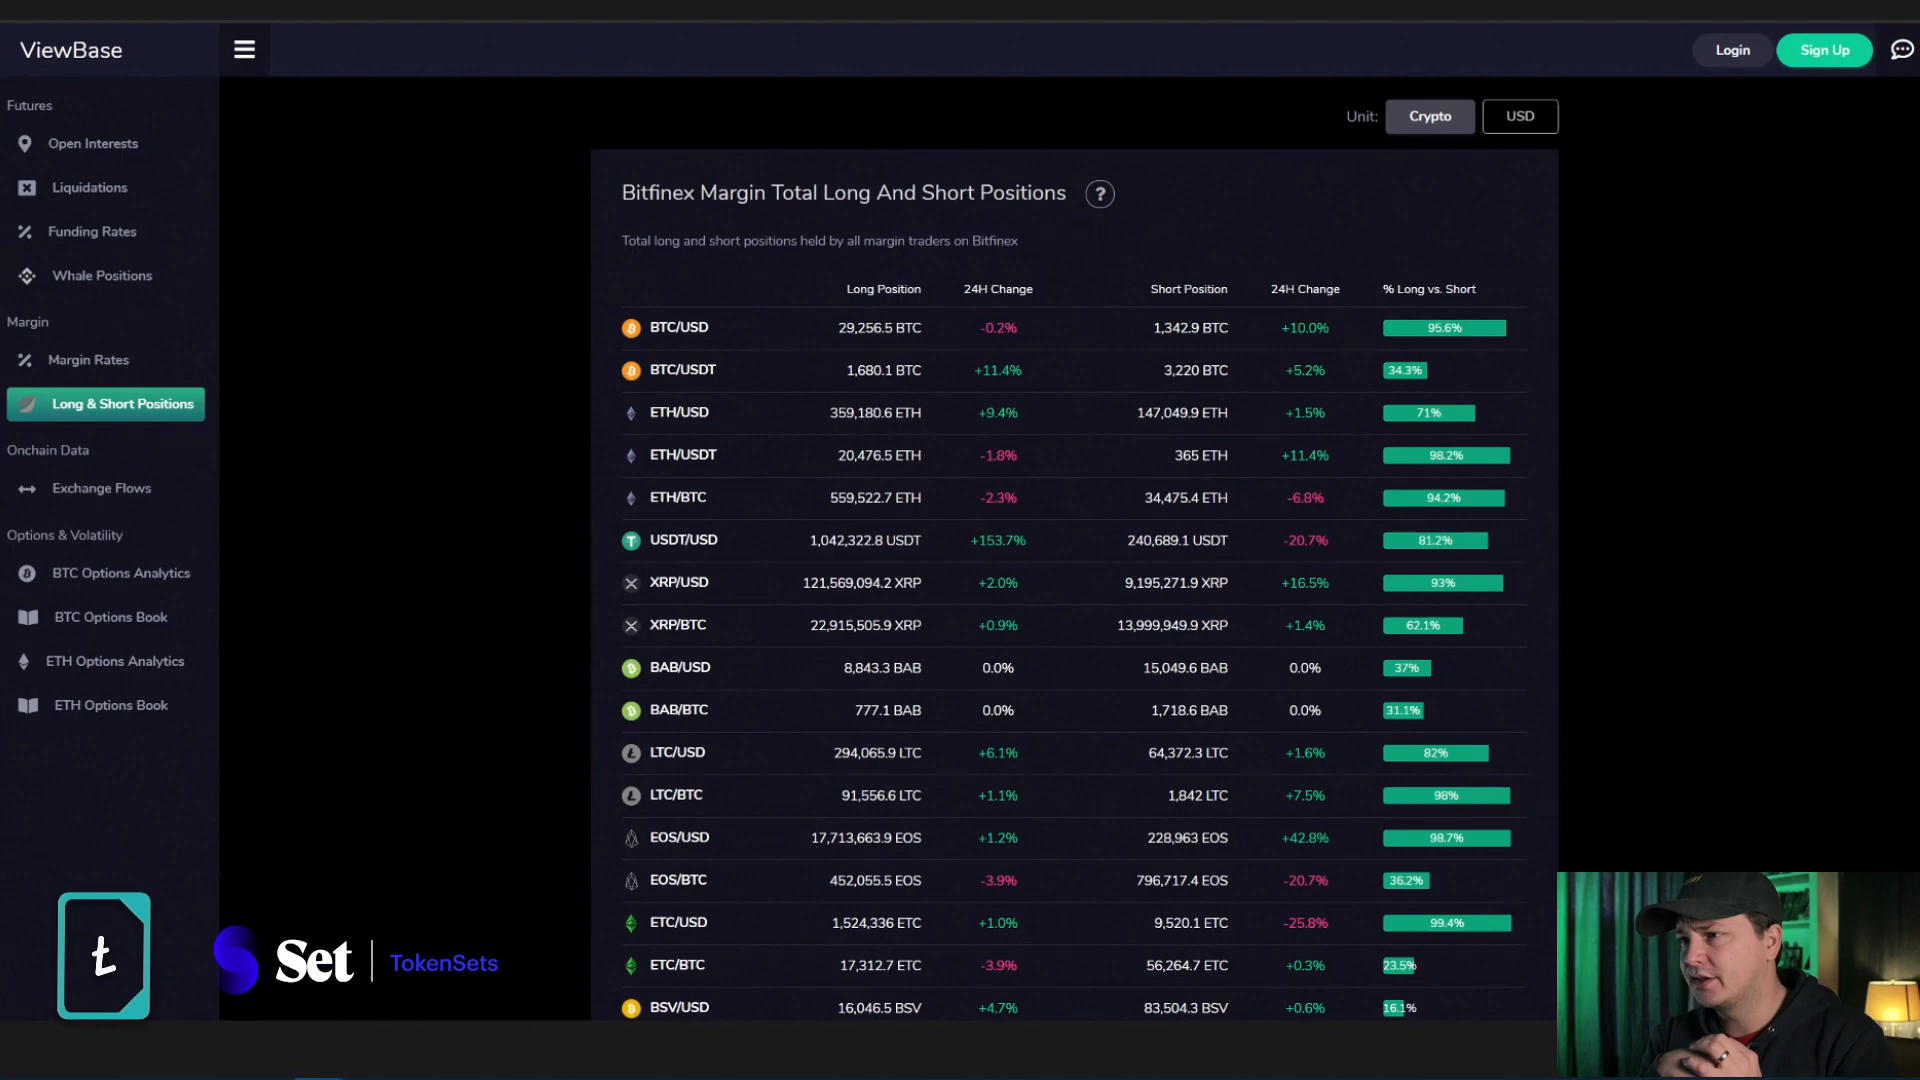 ViewBase
Login
Sign Up
Futures
Open Interests
Liquidations
Funding Rates
Whale Positions
Margin
Margin Rates
Long & Short Positions
Onchain Data
Exchange Flows
Options & Volatility
BTC Options Analytics
BTC Options Book
ETH Options Analytics
ETH Options Book
Unit: Crypto USD
Bitfinex Margin Total Long And Short Positions ?
Total long and short positions held by all margin traders on Bitfinex
Long Position 24H Change Short Position 24H Change % Long vs. Short
BTC/USD 29,256.5 BTC -0.2% 1,342.9 BTC +10.0% 95.6%
BTC/USDT 1,680.1 BTC +11.4% 3,220 BTC +5.2% 34.3%
ETH/USD 359,180.6 ETH +9.4% 147,049.9 ETH +1.5% 71%
ETH/USDT 20,476.5 ETH -1.8% 365 ETH +11.4% 98.2%
ETH/BTC 559,522.7 ETH -2.3% 34,475.4 ETH -6.8% 94.2%
USDT/USD 1,042,322.8 USDT +153.7% 240,689.1 USDT -20.7% 81.2%
XRP/USD 121,569,094.2 XRP +2.0% 9,195,271.9 XRP +16.5% 93%
XRP/BTC 22,915,505.9 XRP +0.9% 13,999,949.9 XRP +1.4% 62.1%
BAB/USD 8,843.3 BAB 0.0% 15,049.6 BAB 0.0% 37%
BAB/BTC 777.1 BAB 0.0% 1,718.6 BAB 0.0% 31.1%
LTC/USD 294,065.9 LTC +6.1% 64,372.3 LTC +1.6% 82%
LTC/BTC 91,556.6 LTC +1.1% 1,842 LTC +7.5% 98%
EOS/USD 17,713,663.9 EOS +1.2% 228,963 EOS +42.8% 98.7%
EOS/BTC 452,055.5 EOS -3.9% 796,717.4 EOS -20.7% 36.2%
ETC/USD 1,524,336 ETC +1.0% 9,520.1 ETC -25.8% 99.4%
ETC/BTC 17,312.7 ETC -3.9% 56,264.7 ETC +0.3% 23.5%
BSV/USD 16,046.5 BSV +4.7% 83,504.3 BSV +0.6% 16.1%
Set | TokenSets